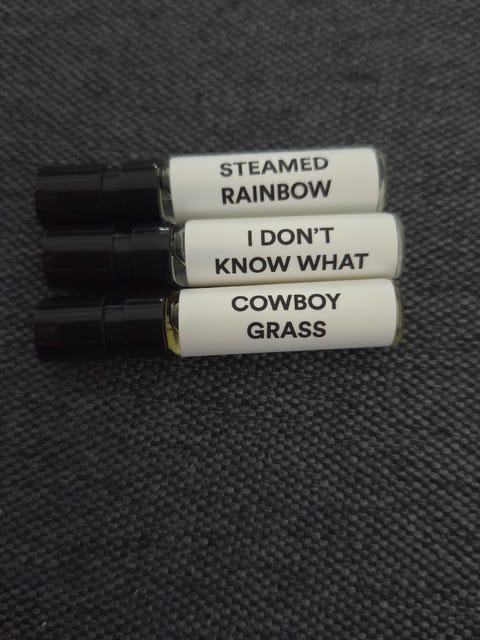 STEAMED
RAINBOW
I DON'T
KNOW WHAT
COWBOY
GRASS